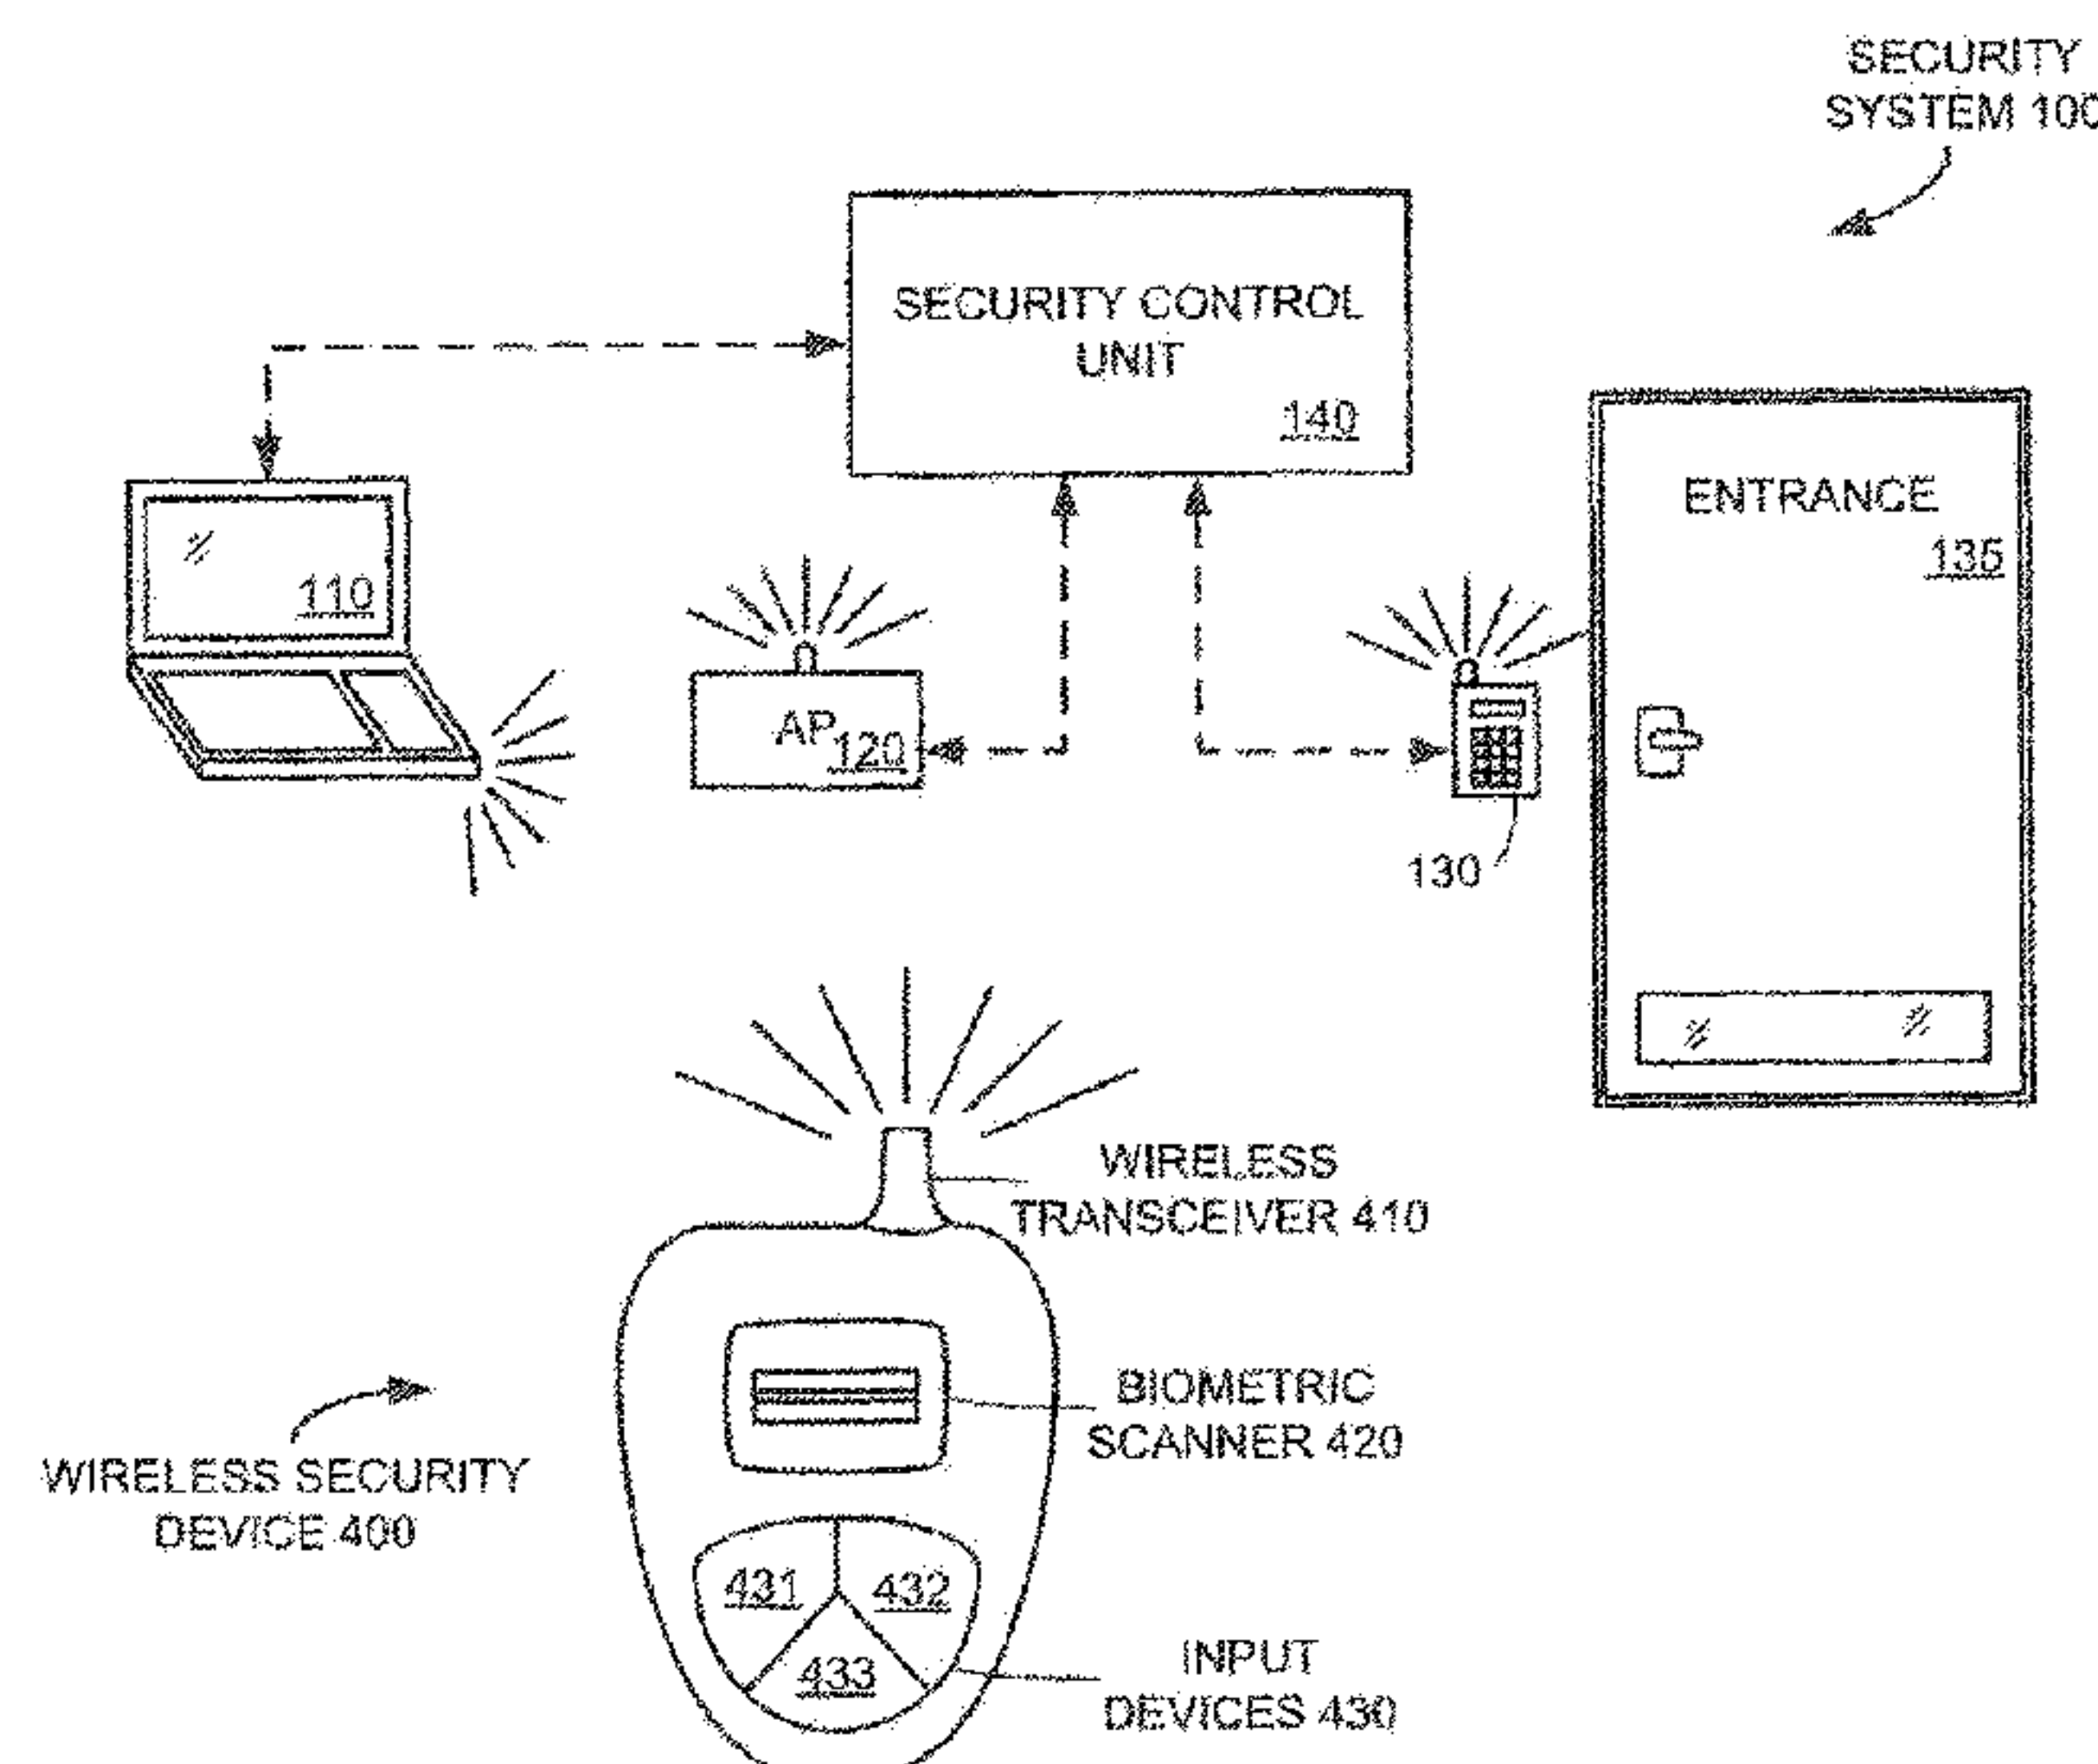 SECURITY
SYSTEM 100
SECURITY CONTROL
UNIT
140
ENTRANCE
135
110
AP
120
130
WIRELESS
TRANSCEIVER 410
BIOMETRIC
SCANNER 420
WIRELESS SECURITY
DEVICE 400
431
432
433
INPUT
DEVICES 430